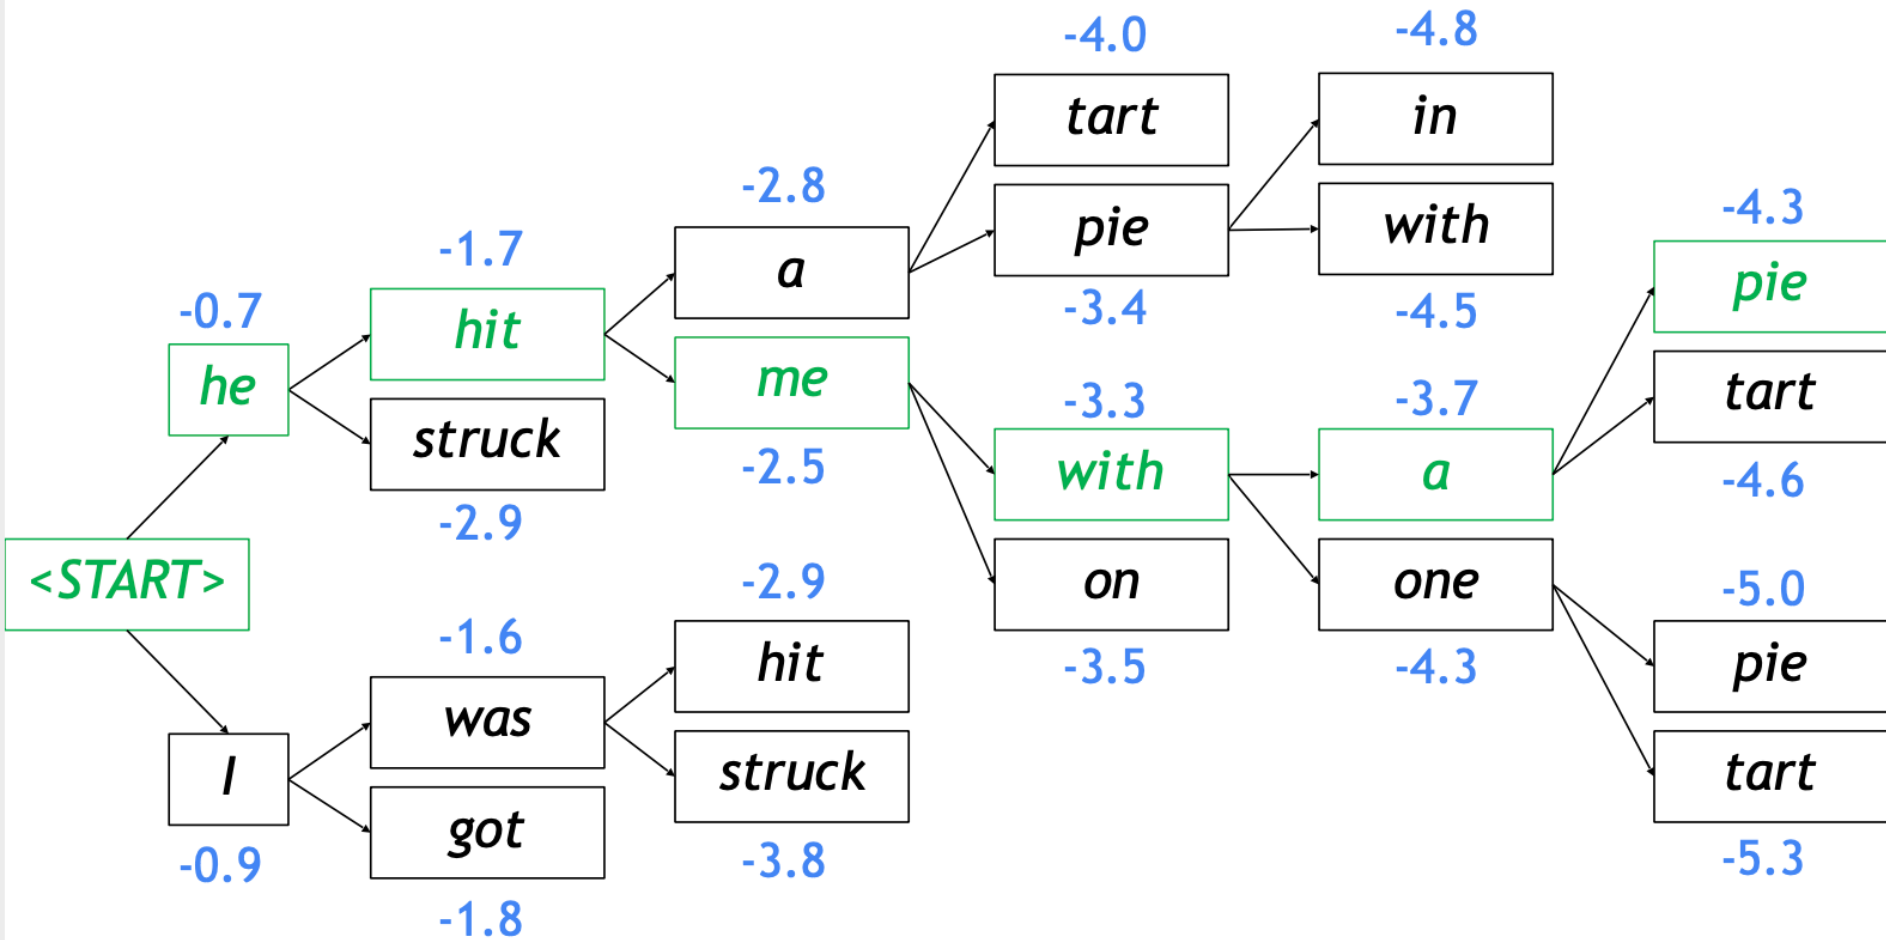 <START>
-0.7
he
I
-0.9
-1.7
hit
struck
-2.9
-1.6
was
got
-1.8
-2.8
a
me
-2.5
-2.9
hit
struck
-3.8
-4.0
tart
pie
-3.4
-3.3
with
on
-3.5
-4.8
in
with
-4.5
-3.7
a
one
-4.3
-4.3
pie
tart
-4.6
-5.0
pie
tart
-5.3